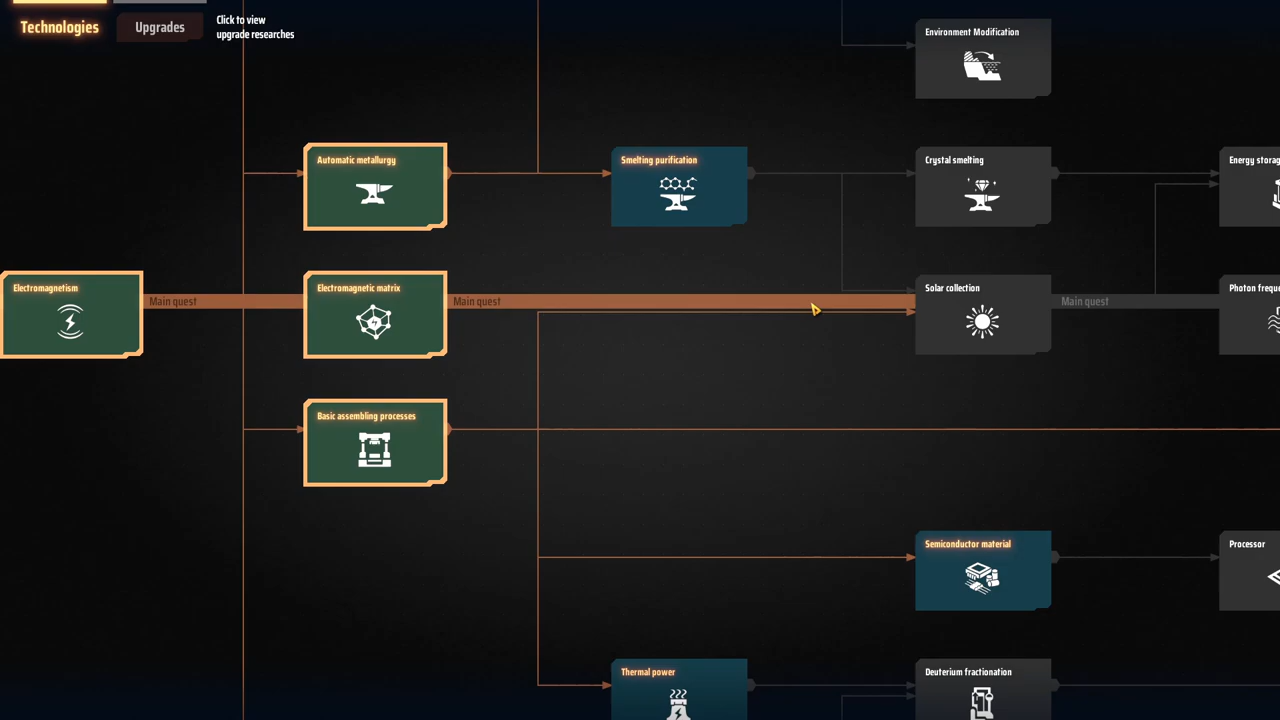 Technologies
Upgrades
Click to view
upgrade researches
Environment Modification
Automatic metallurgy
Smelting purification
Crystal smelting
Energy storag
Electromagnetism
Main quest
Electromagnetic matrix
Main quest
Solar collection
Main quest
Photon freque
Basic assembling processes
Semiconductor material
Processor
Thermal power
Deuterium fractionation